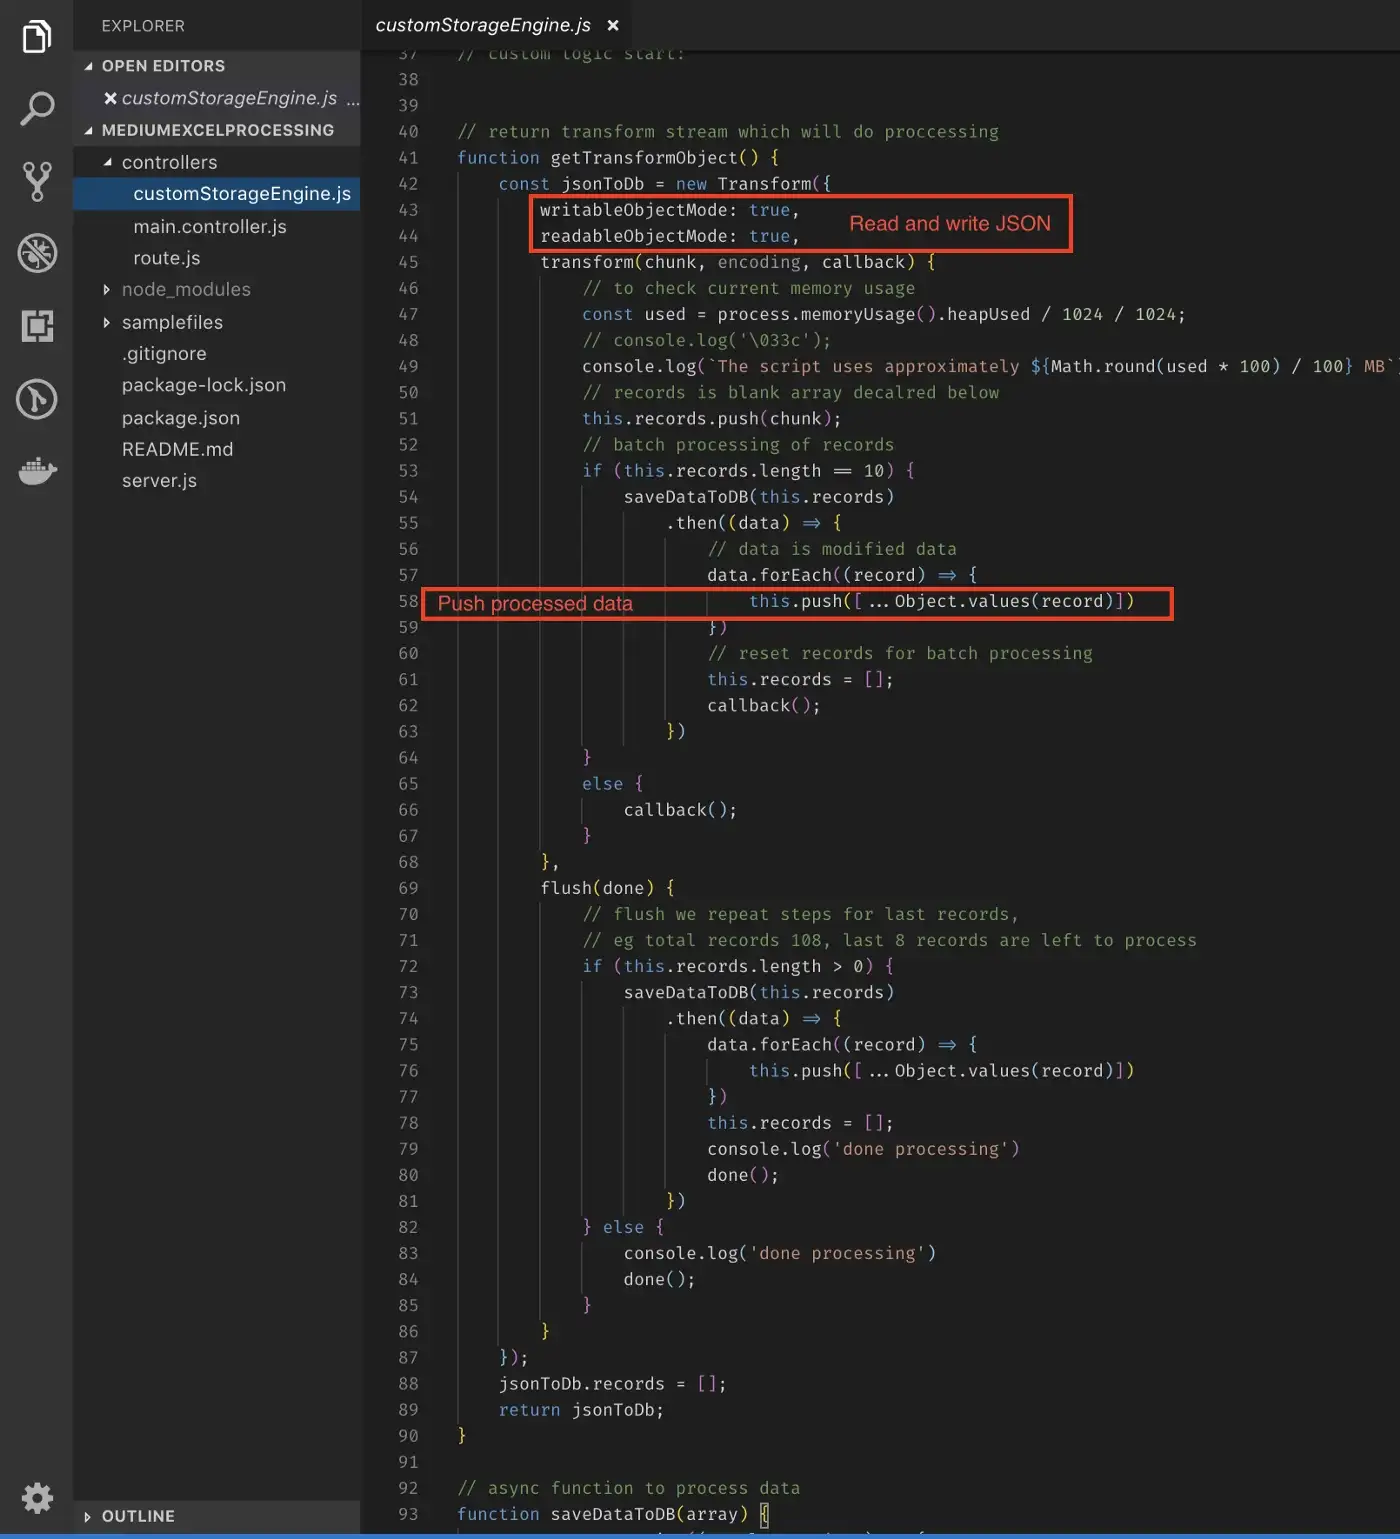 EXPLORER
OPEN EDITORS
customStorageEngine.js ...
MEDIUMEXCELPROCESSING
controllers
customStorageEngine.js
main.controller.js
route.js
node_modules
samplefiles
.gitignore
package-lock.json
package.json
README.md
server.js
OUTLINE
customStorageEngine.js
37 // custom logic start:
38
39
40 // return transform stream which will do proccessing
41 function getTransformObject() {
42 const jsonToDb = new Transform({
43 writableObjectMode: true,
Read and write JSON
44 readableObjectMode: true,
45 transform(chunk, encoding, callback) {
46 // to check current memory usage
47 const used = process.memoryUsage().heapUsed / 1024 / 1024;
48 // console.log('\033c');
49 console.log(`The script uses approximately ${Math.round(used * 100) / 100} MB`
50 // records is blank array decalred below
51 this.records.push(chunk);
52 // batch processing of records
53 if (this.records.length == 10) {
54 saveDataToDB(this.records)
55 .then((data) => {
56 // data is modified data
57 data.forEach((record) => {
58 Push processed data this.push([...Object.values(record)])
59 })
60 // reset records for batch processing
61 this.records = [];
62 callback();
63 })
64 }
65 else {
66 callback();
67 }
68 },
69 flush(done) {
70 // flush we repeat steps for last records,
71 // eg total records 108, last 8 records are left to process
72 if (this.records.length > 0) {
73 saveDataToDB(this.records)
74 .then((data) => {
75 data.forEach((record) => {
76 this.push([...Object.values(record)])
77 })
78 this.records = [];
79 console.log('done processing')
80 done();
81 })
82 } else {
83 console.log('done processing')
84 done();
85 }
86 }
87 });
88 jsonToDb.records = [];
89 return jsonToDb;
90 }
91
92 // async function to process data
93 function saveDataToDB(array) {